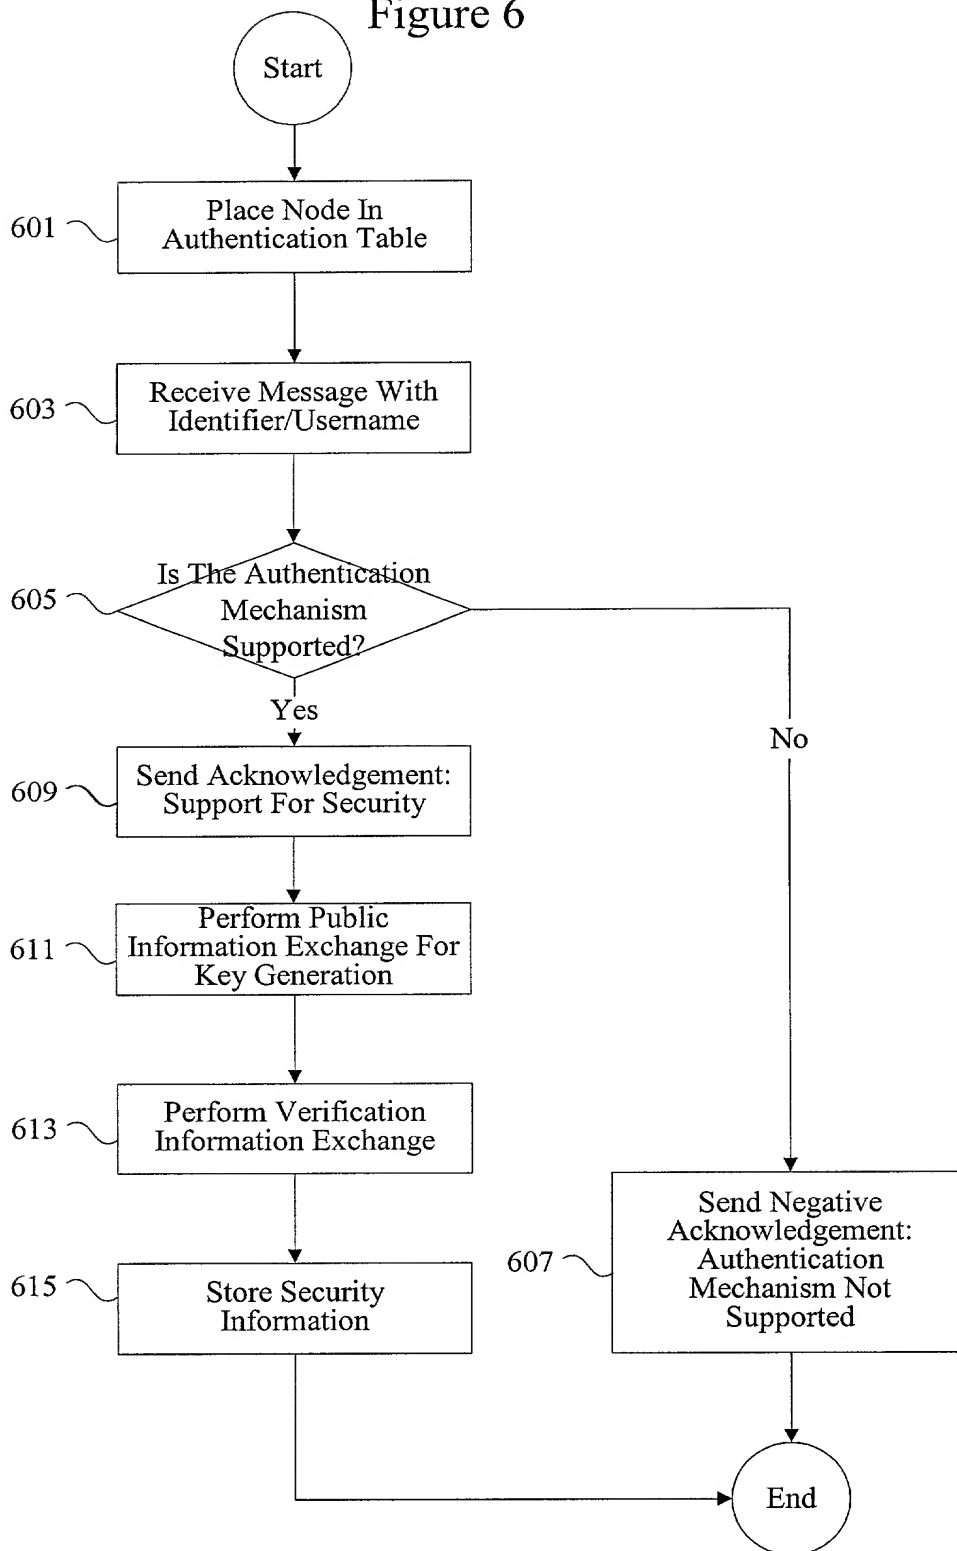 Figure 6
Start
601
Place Node In
Authentication Table
603
Receive Message With
Identifier/Username
605
Is The Authentication
Mechanism
Supported?
Yes
No
609
Send Acknowledgement:
Support For Security
611
Perform Public
Information Exchange For
Key Generation
613
Perform Verification
Information Exchange
615
Store Security
Information
607
Send Negative
Acknowledgement:
Authentication
Mechanism Not
Supported
End